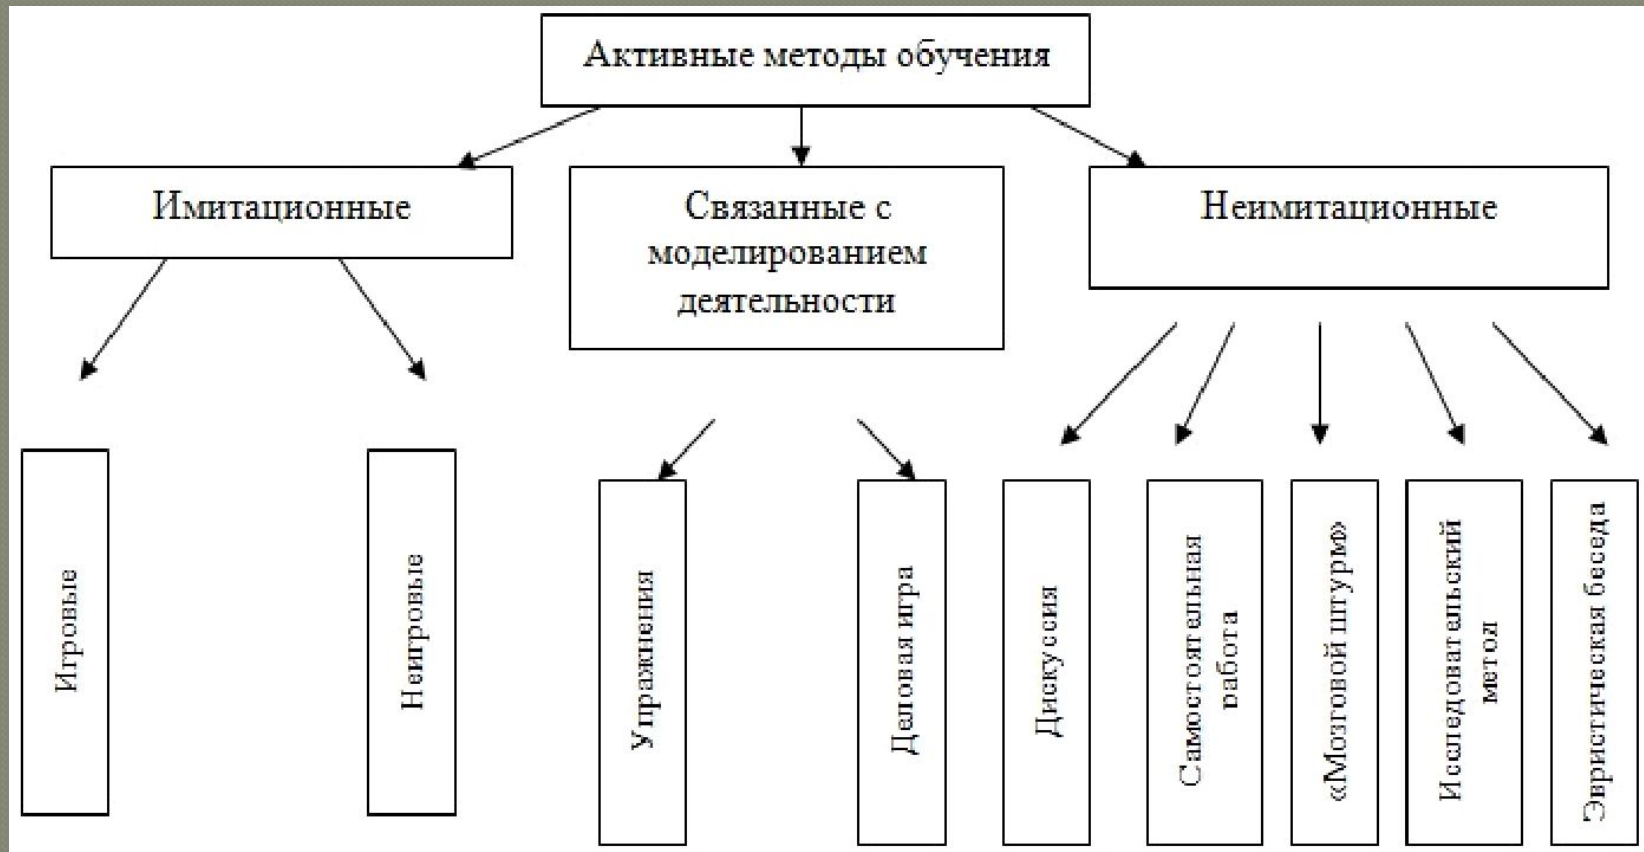 Активные методы обучения
Имитационные
Связанные с
моделированием
деятельности
Неимитационные
Игровые
Неигровые
Упражнения
Деловая игра
Дискуссия
Самостоятельная
работа
«Мозговой штурм»
Исследовательский
метод
Эвристическая беседа